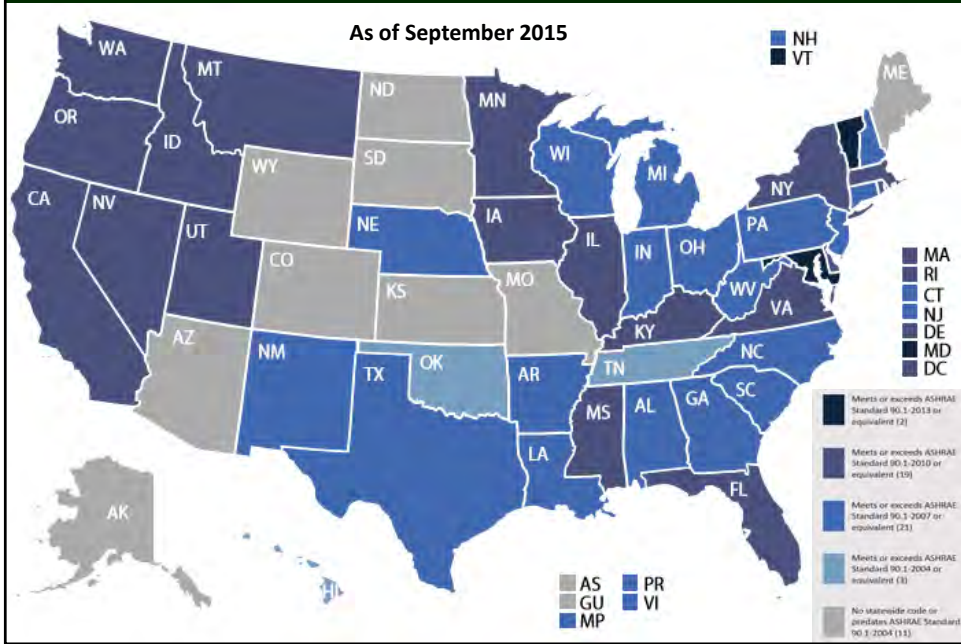 As of September 2015
NH
VT
WA
MT
ND
MN
ME
OR
ID
WY
SD
WI
MI
NY
CA
NV
UT
NE
IA
IL
IN
OH
PA
CO
KS
MO
WV
VA
KY
AZ
NM
OK
TX
AR
TN
NC
SC
MS
AL
GA
LA
FL
AK
HI
MA
RI
CT
NJ
DE
MD
DC
AS
GU
MP
PR
VI
Meets or exceeds ASHRAE
Standard 90.1-2013 or
equivalent (2)
Meets or exceeds ASHRAE
Standard 90.1-2010 or
equivalent (19)
Meets or exceeds ASHRAE
Standard 90.1-2007 or
equivalent (21)
Meets or exceeds ASHRAE
Standard 90.1-2004 or
equivalent (3)
No statewide code or
predates ASHRAE Standard
90.1-2004 (11)